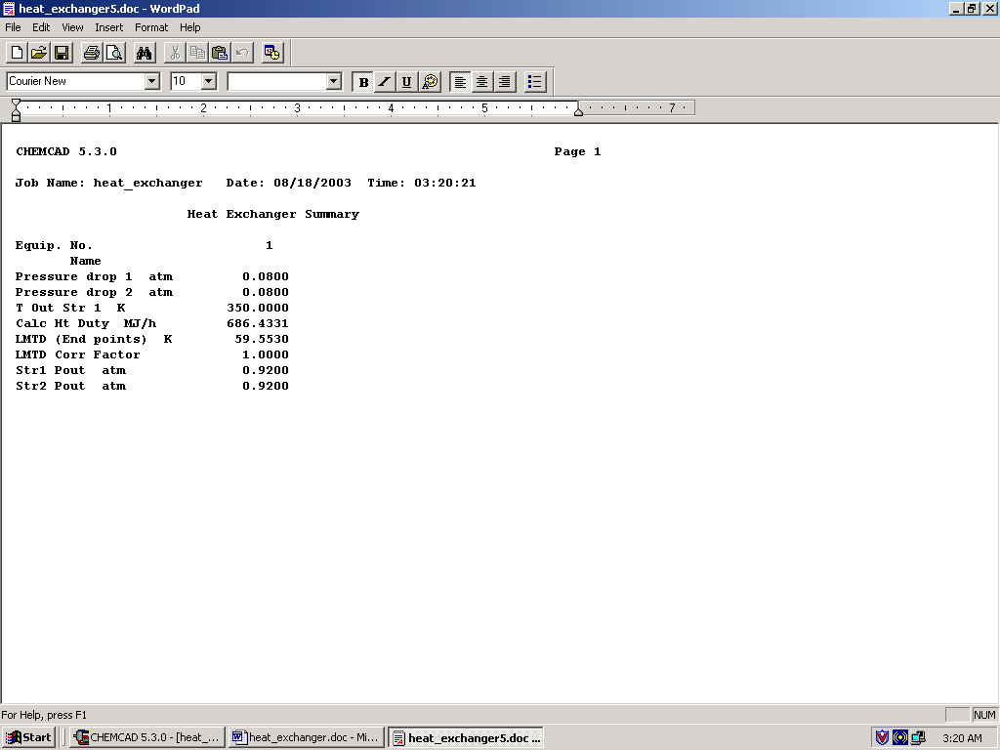 heat_exchanger5.doc - WordPad
File Edit View Insert Format Help
Courier New 10 B I U
1 2 3 4 5 7
CHEMCAD 5.3.0 Page 1
Job Name: heat_exchanger Date: 08/18/2003 Time: 03:20:21
Heat Exchanger Summary
Equip. No. 1
Name
Pressure drop 1 atm 0.0800
Pressure drop 2 atm 0.0800
T Out Str 1 K 350.0000
Calc Ht Duty MJ/h 686.4331
LMTD (End points) K 59.5530
LMTD Corr Factor 1.0000
Str1 Pout atm 0.9200
Str2 Pout atm 0.9200
For Help, press F1 NUM
Start CHEMCAD 5.3.0 - [heat_... heat_exchanger.doc - Mi... heat_exchanger5.doc ... 3:20 AM